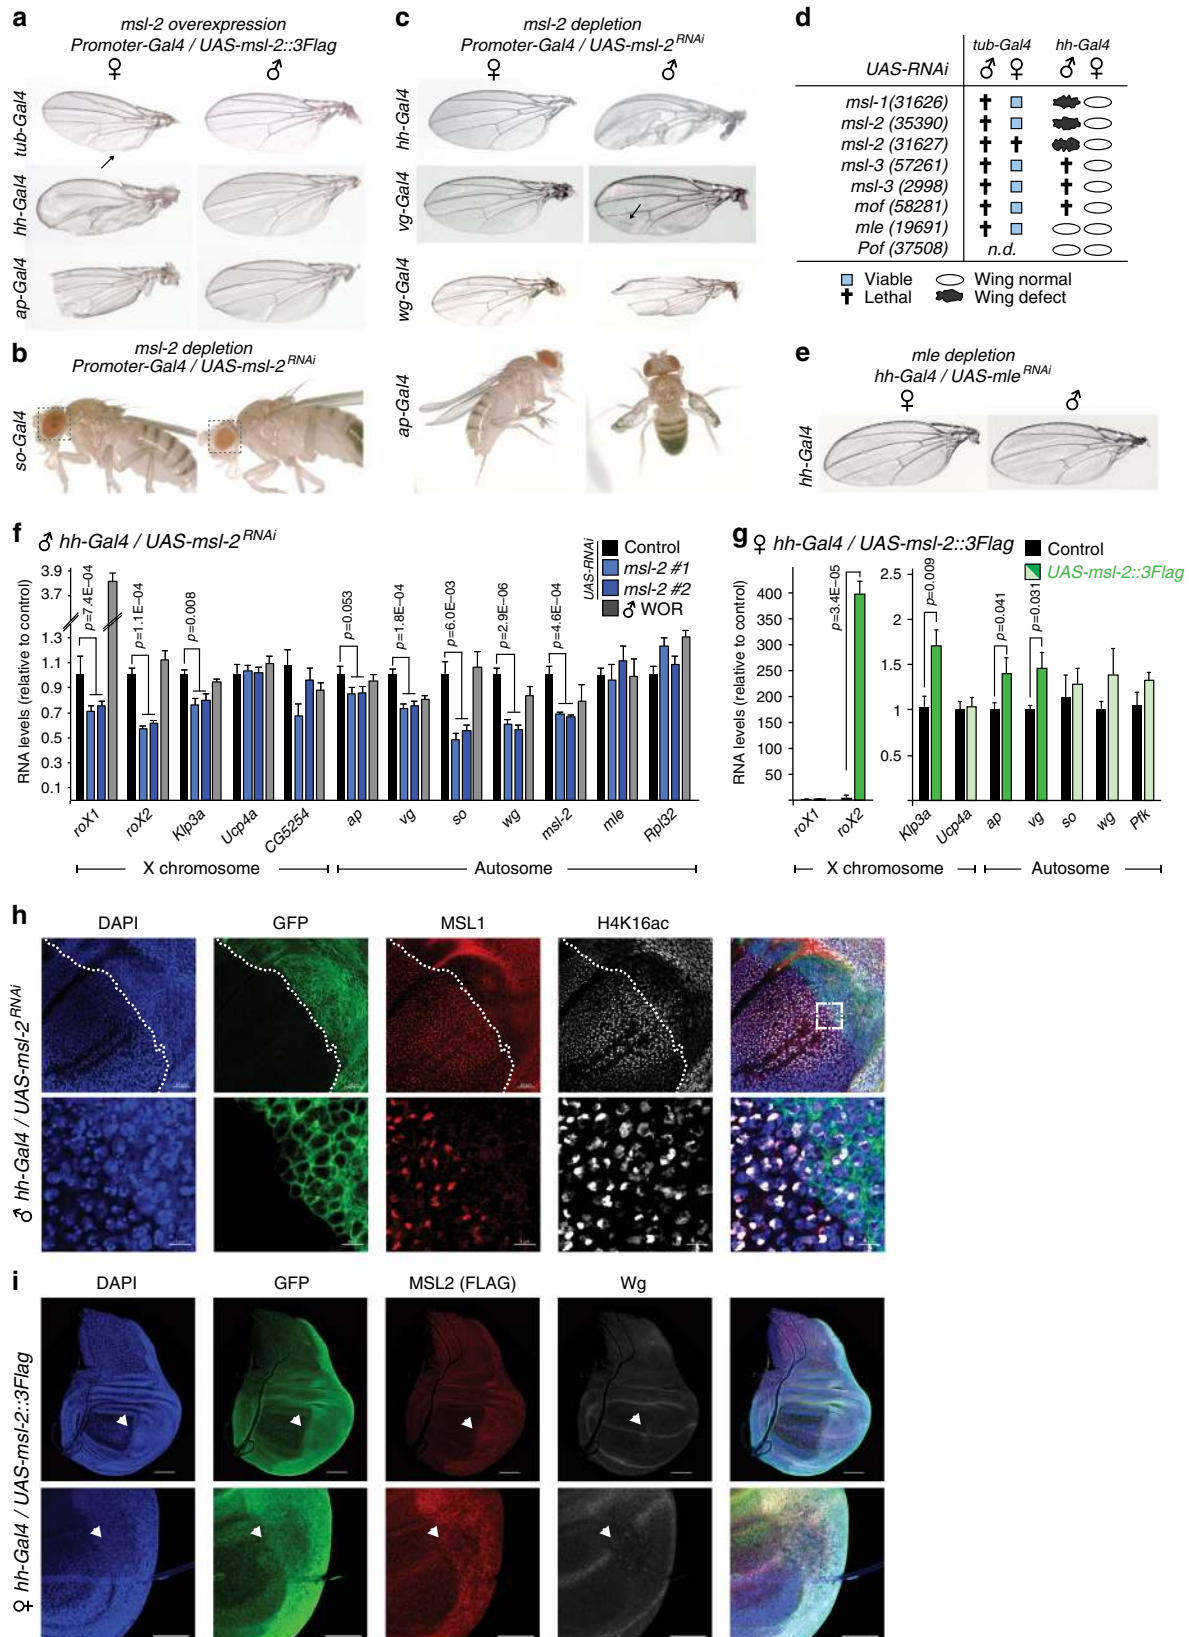 a
msl-2 overexpression
Promoter-Gal4 / UAS-msl-2::3Flag
♀ ♂
tub-Gal4
hh-Gal4
ap-Gal4
b
msl-2 depletion
Promoter-Gal4 / UAS-msl-2 RNAi
so-Gal4
c
msl-2 depletion
Promoter-Gal4 / UAS-msl-2 RNAi
♀ ♂
hh-Gal4
vg-Gal4
wg-Gal4
ap-Gal4
d
tub-Gal4 hh-Gal4
UAS-RNAi ♂ ♀ ♂ ♀
msl-1(31626)
msl-2 (35390)
msl-2 (31627)
msl-3 (57261)
msl-3 (2998)
mof (58281)
mle (19691)
Pof (37508) n.d.
Viable Wing normal
Lethal Wing defect
e
mle depletion
hh-Gal4 / UAS-mle RNAi
♀ ♂
hh-Gal4
f
♂ hh-Gal4 / UAS-msl-2 RNAi
UAS-RNAi
Control
msl-2 #1
msl-2 #2
♂ WOR
RNA levels (relative to control)
3.9
3.7
1.3
1.1
0.9
0.7
0.5
0.3
0.1
p=7.4E–04
p=1.1E–04
p=0.008
p=0.053
p=1.8E–04
p=6.0E–03
p=2.9E–06
p=4.6E–04
roX1 roX2 Klp3a Ucp4a CG5254 ap vg so wg msl-2 mle Rpl32
X chromosome Autosome
g
♀ hh-Gal4 / UAS-msl-2::3Flag
Control
UAS-msl-2::3Flag
RNA levels (relative to control)
400
350
300
250
200
150
100
50
p=3.4E–05
roX1 roX2
2.5
2
1.5
1
0.5
p=0.009
p=0.041
p=0.031
Klp3a Ucp4a ap vg so wg Pfk
X chromosome Autosome
h
DAPI GFP MSL1 H4K16ac
♂ hh-Gal4 / UAS-msl-2 RNAi
i
DAPI GFP MSL2 (FLAG) Wg
♀ hh-Gal4 / UAS-msl-2::3Flag